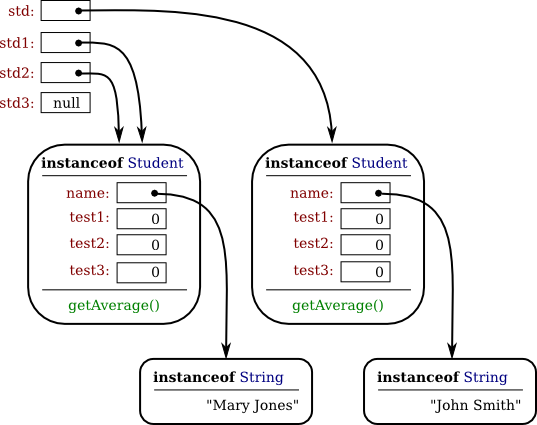 std:
std1:
std2:
std3: null
instanceof Student
name:
test1: 0
test2: 0
test3: 0
getAverage()
instanceof Student
name:
test1: 0
test2: 0
test3: 0
getAverage()
instanceof String
"Mary Jones"
instanceof String
"John Smith"